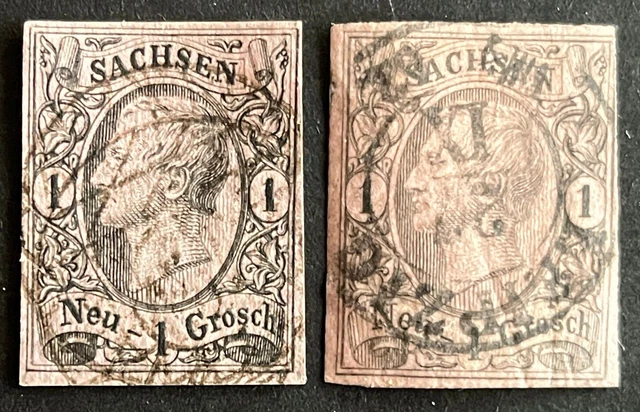 SACHSEN
1 1
Neu - 1 Grosch
SACHSEN
1 1
Neu 1 Grosch